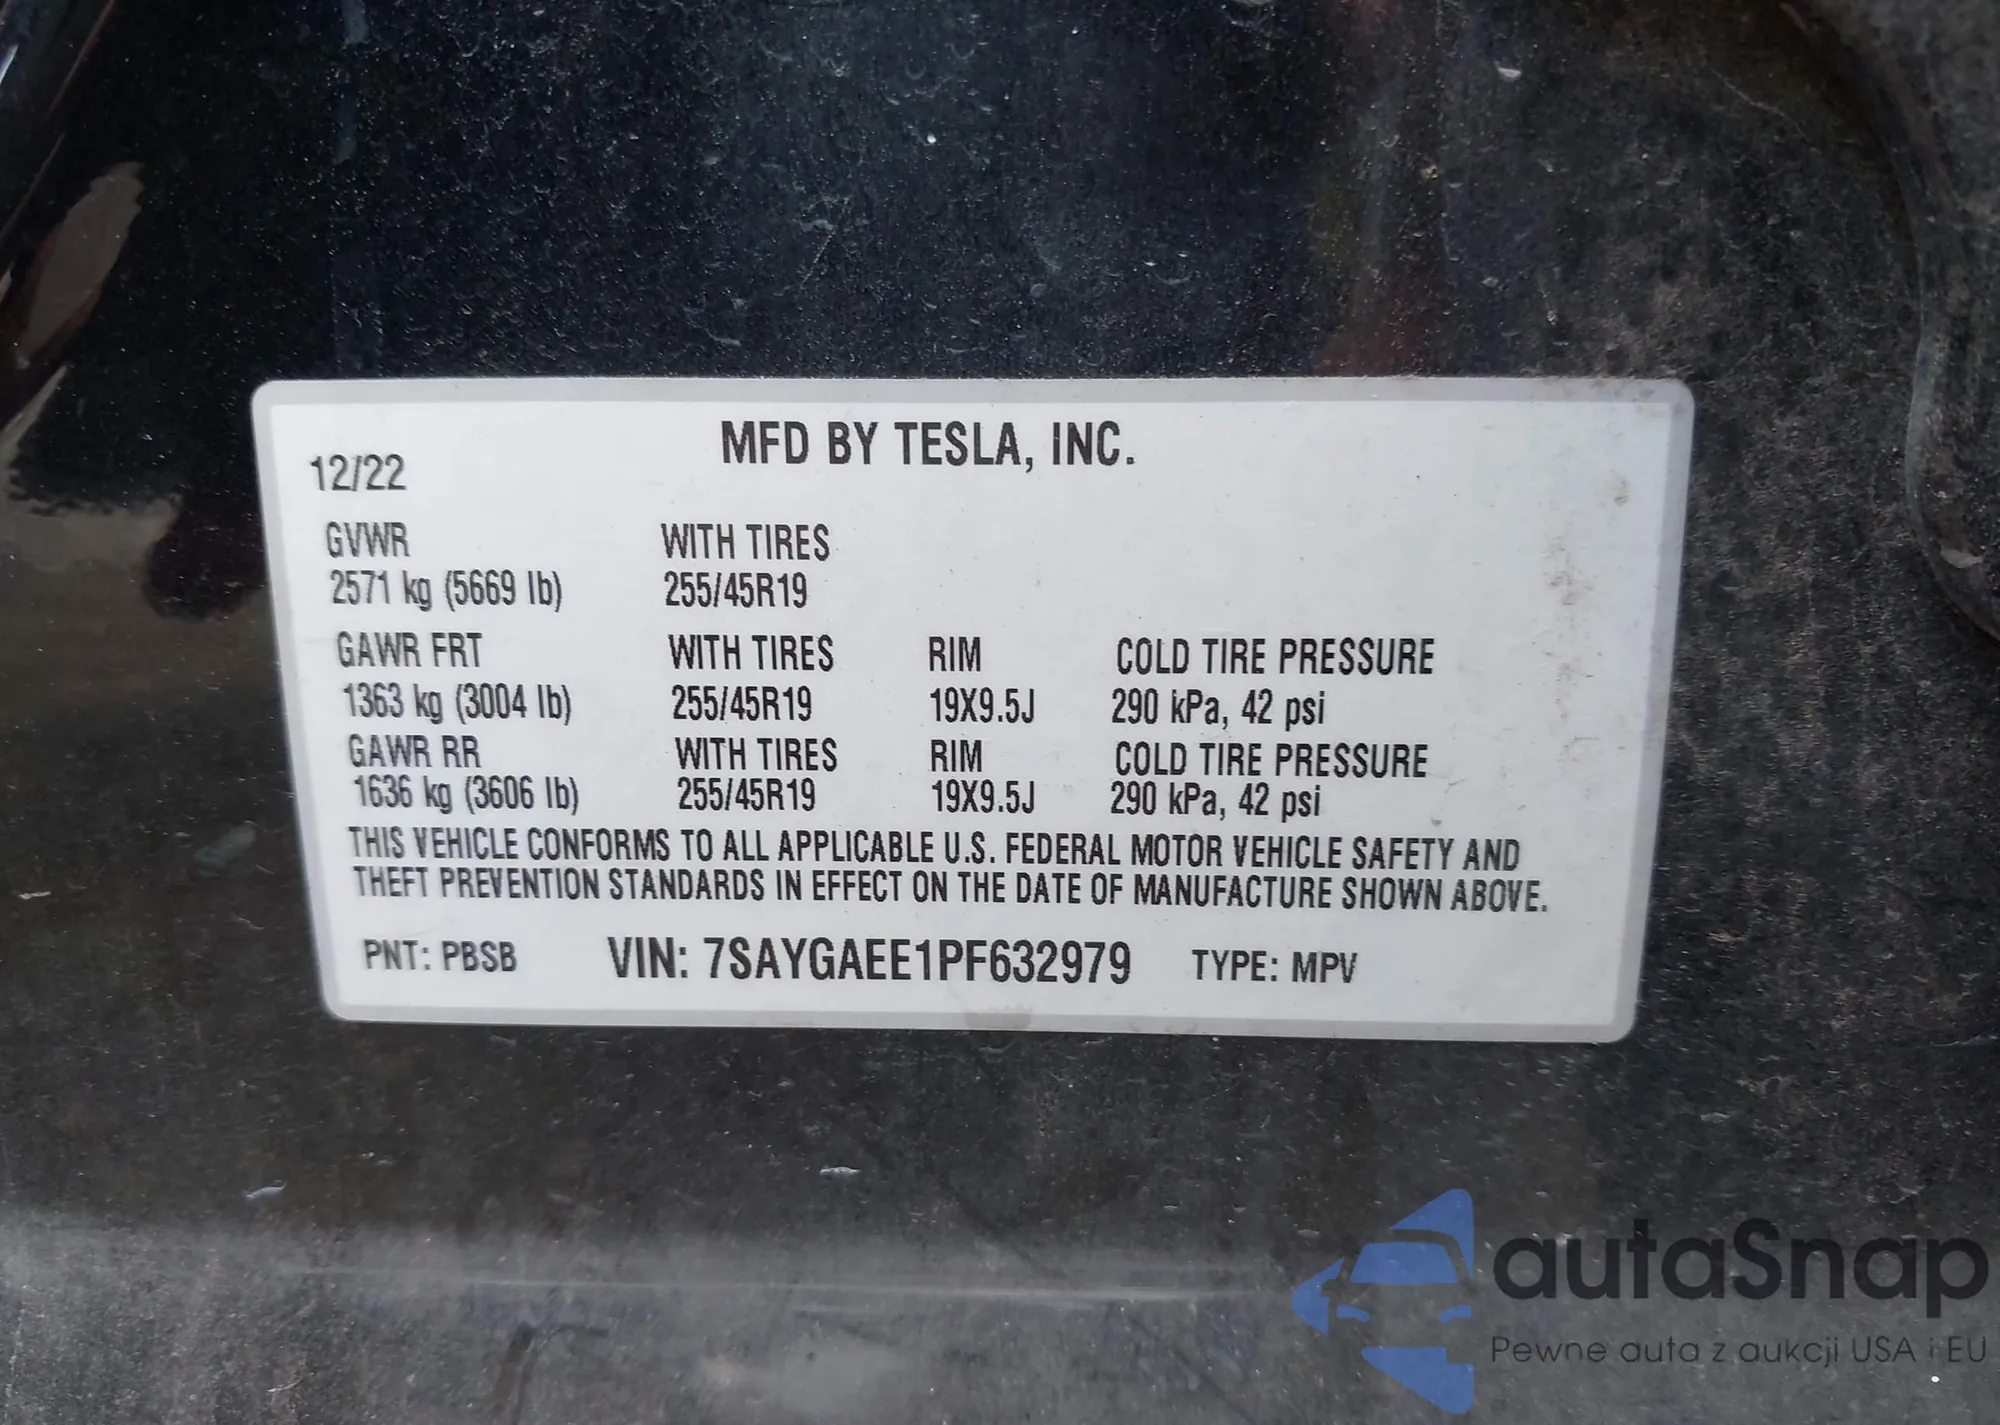 MFD BY TESLA, INC.
12/22
GVWR WITH TIRES
2571 kg (5669 lb) 255/45R19
GAWR FRT WITH TIRES RIM COLD TIRE PRESSURE
1363 kg (3004 lb) 255/45R19 19X9.5J 290 kPa, 42 psi
GAWR RR WITH TIRES RIM COLD TIRE PRESSURE
1636 kg (3606 lb) 255/45R19 19X9.5J 290 kPa, 42 psi
THIS VEHICLE CONFORMS TO ALL APPLICABLE U.S. FEDERAL MOTOR VEHICLE SAFETY AND
THEFT PREVENTION STANDARDS IN EFFECT ON THE DATE OF MANUFACTURE SHOWN ABOVE.
PNT: PBSB VIN: 7SAYGAEE1PF632979 TYPE: MPV
autaSnap
Pewne auta z aukcji USA i EU